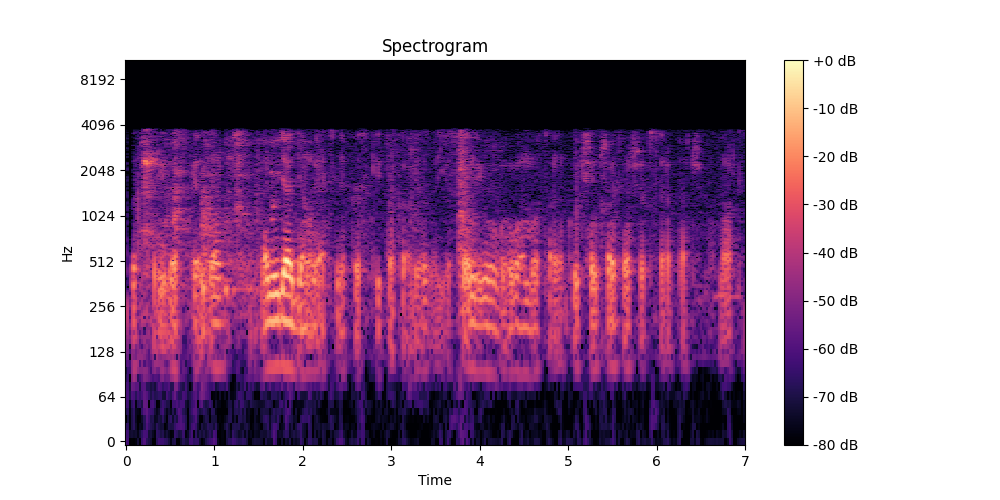 Spectrogram
Hz
8192
4096
2048
1024
512
256
128
64
0
0 1 2 3 4 5 6 7
Time
+0 dB
-10 dB
-20 dB
-30 dB
-40 dB
-50 dB
-60 dB
-70 dB
-80 dB